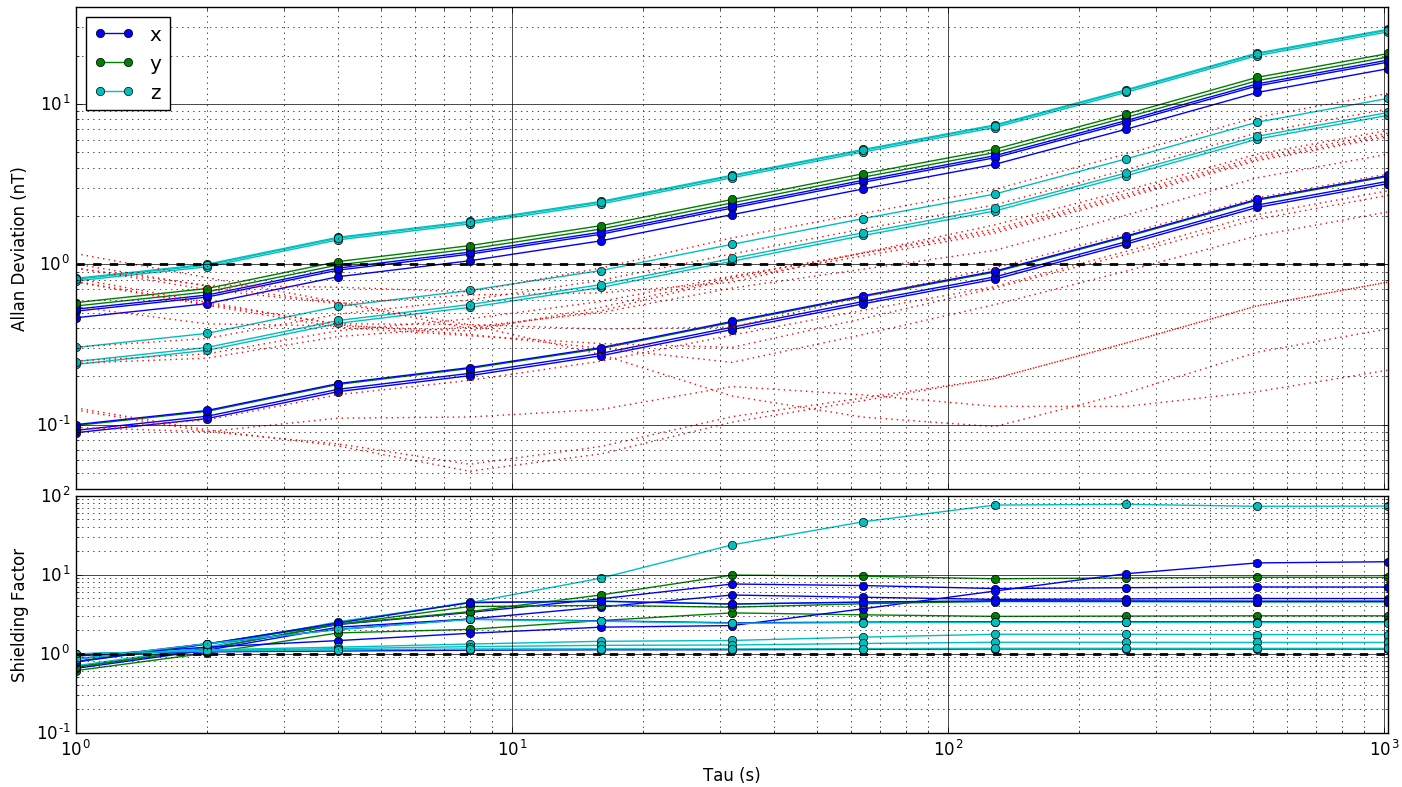 x
y
z
Allan Deviation (nT)
10¹
10⁰
10⁻¹
Shielding Factor
10²
10¹
10⁰
10⁻¹
10⁰ 10¹ 10² 10³
Tau (s)